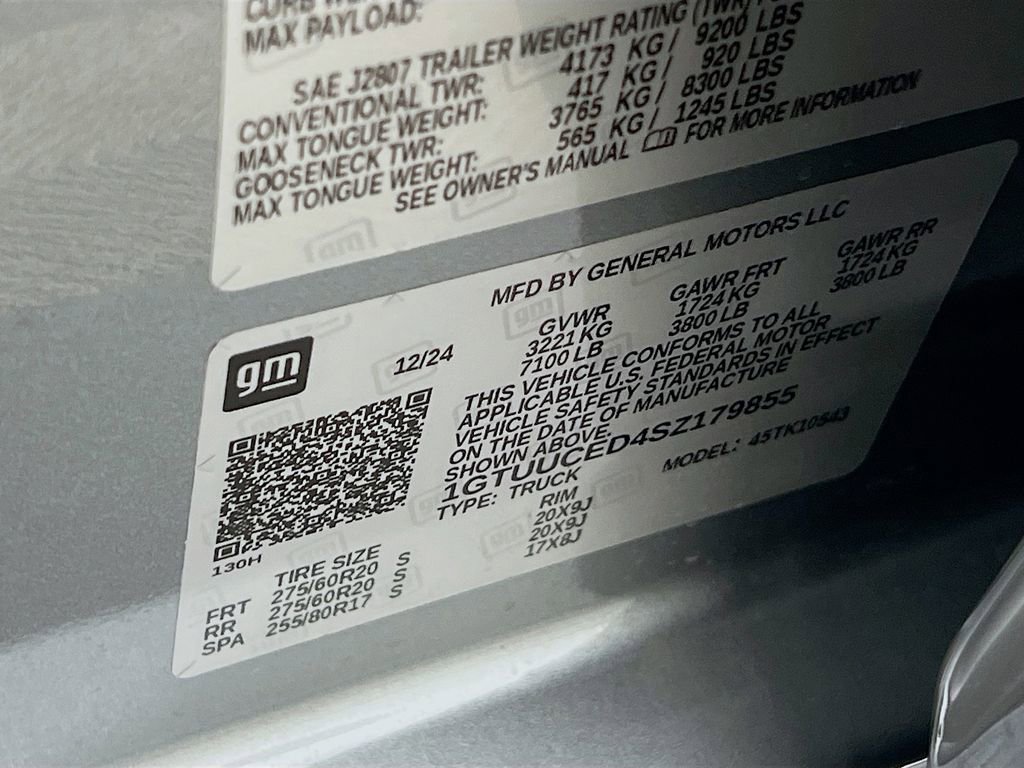 MAX PAYLOAD:
SAE J2807 TRAILER WEIGHT RATING (TWR)
CONVENTIONAL TWR: 4173 KG / 9200 LBS
MAX TONGUE WEIGHT: 417 KG / 920 LBS
GOOSENECK TWR: 3765 KG / 8300 LBS
MAX TONGUE WEIGHT: 565 KG / 1245 LBS
SEE OWNER'S MANUAL FOR MORE INFORMATION
MFD BY GENERAL MOTORS LLC
gm
12/24
GVWR GAWR FRT GAWR RR
3221 KG 1724 KG 1724 KG
7100 LB 3800 LB 3800 LB
THIS VEHICLE CONFORMS TO ALL
APPLICABLE U.S. FEDERAL MOTOR
VEHICLE SAFETY STANDARDS IN EFFECT
ON THE DATE OF MANUFACTURE
SHOWN ABOVE.
1GTUUCED4SZ179855
TYPE: TRUCK MODEL: 45TK10543
130H
TIRE SIZE RIM
FRT 275/60R20 S 20X9J
RR 275/60R20 S 20X9J
SPA 255/80R17 S 17X8J